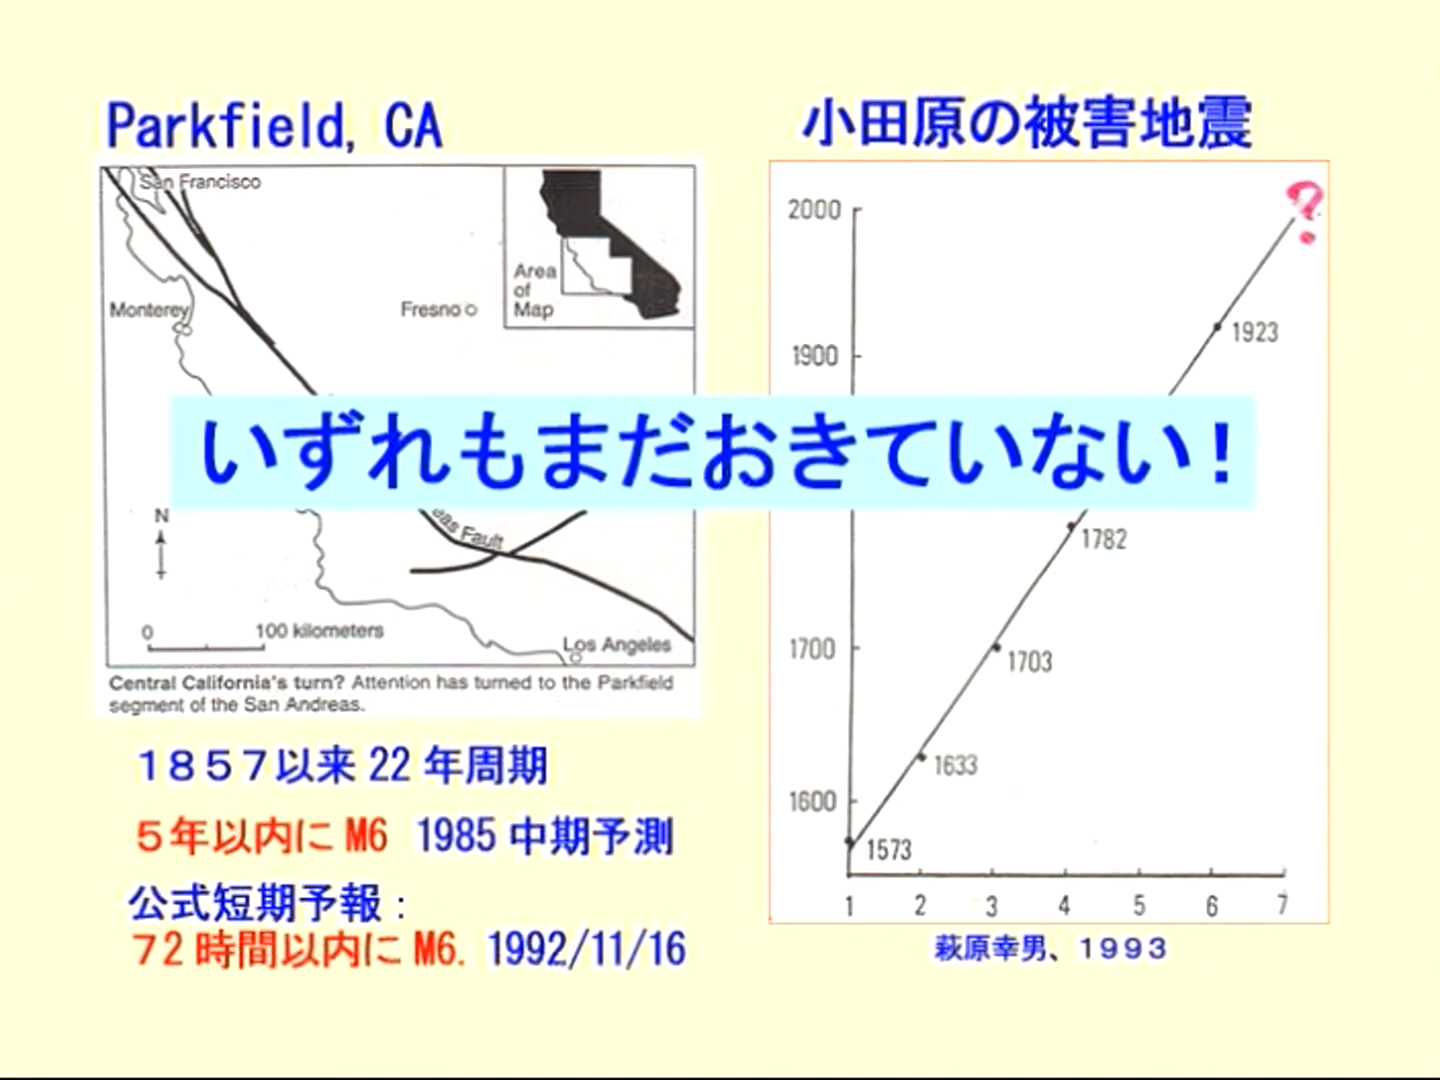 Parkfield, CA
San Francisco
Monterey
Fresno
Area
of
Map
eas Fault
N
0 100 kilometers
Los Angeles
Central California's turn? Attention has turned to the Parkfield
segment of the San Andreas.
１８５７以来 22 年周期
５年以内に M6 1985 中期予測
公式短期予報：
７2 時間以内に M6. 1992/11/16
小田原の被害地震
2000
1900
1700
1600
?
1923
1782
1703
1633
1573
1 2 3 4 5 6 7
萩原幸男、１９９３
いずれもまだおきていない！